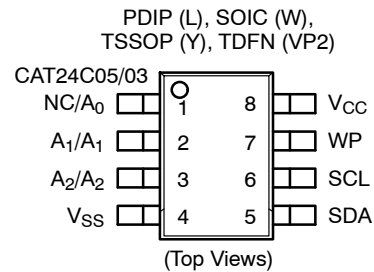 PDIP (L), SOIC (W),
TSSOP (Y), TDFN (VP2)
CAT24C05/03
NC/A0 1 8 VCC
A1/A1 2 7 WP
A2/A2 3 6 SCL
VSS 4 5 SDA
(Top Views)